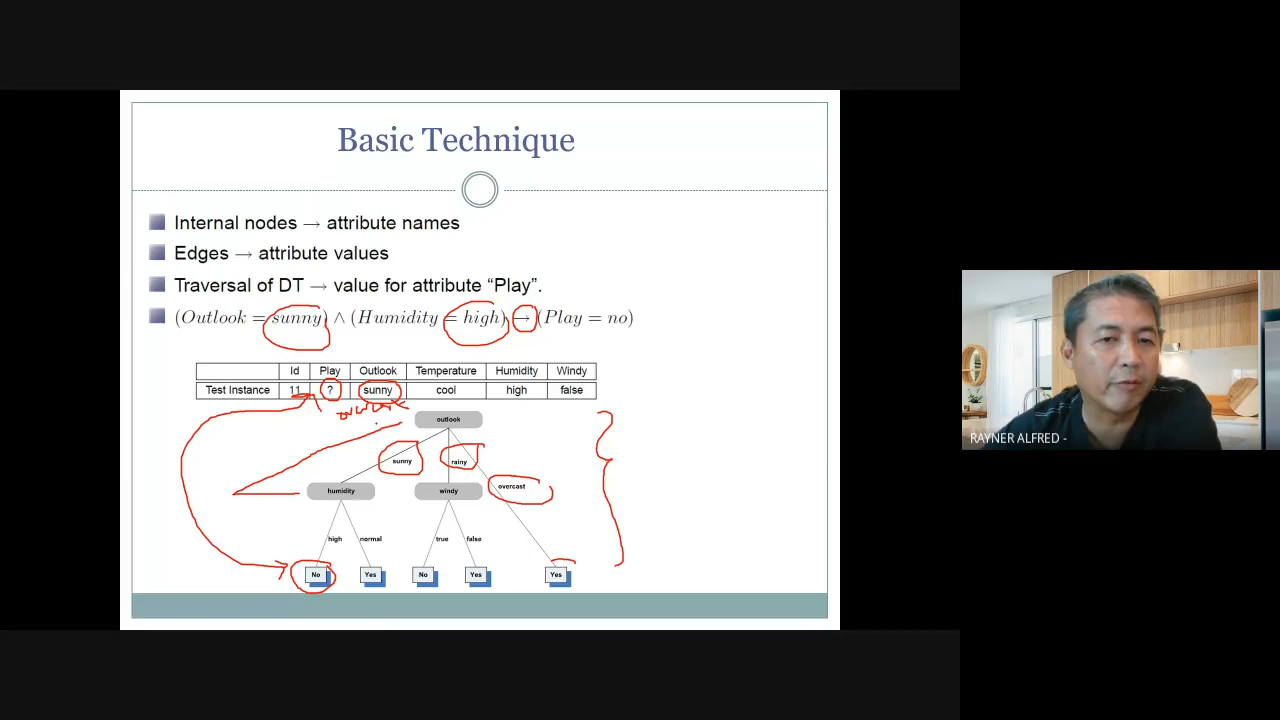 Basic Technique
Internal nodes → attribute names
Edges → attribute values
Traversal of DT → value for attribute “Play”.
(Outlook = sunny) ∧ (Humidity = high) → (Play = no)
Id Play Outlook Temperature Humidity Windy
Test Instance 11 ? sunny cool high false
overcast
outlook
sunny rainy
overcast
humidity windy
high normal true false
No Yes No Yes Yes
RAYNER ALFRED -